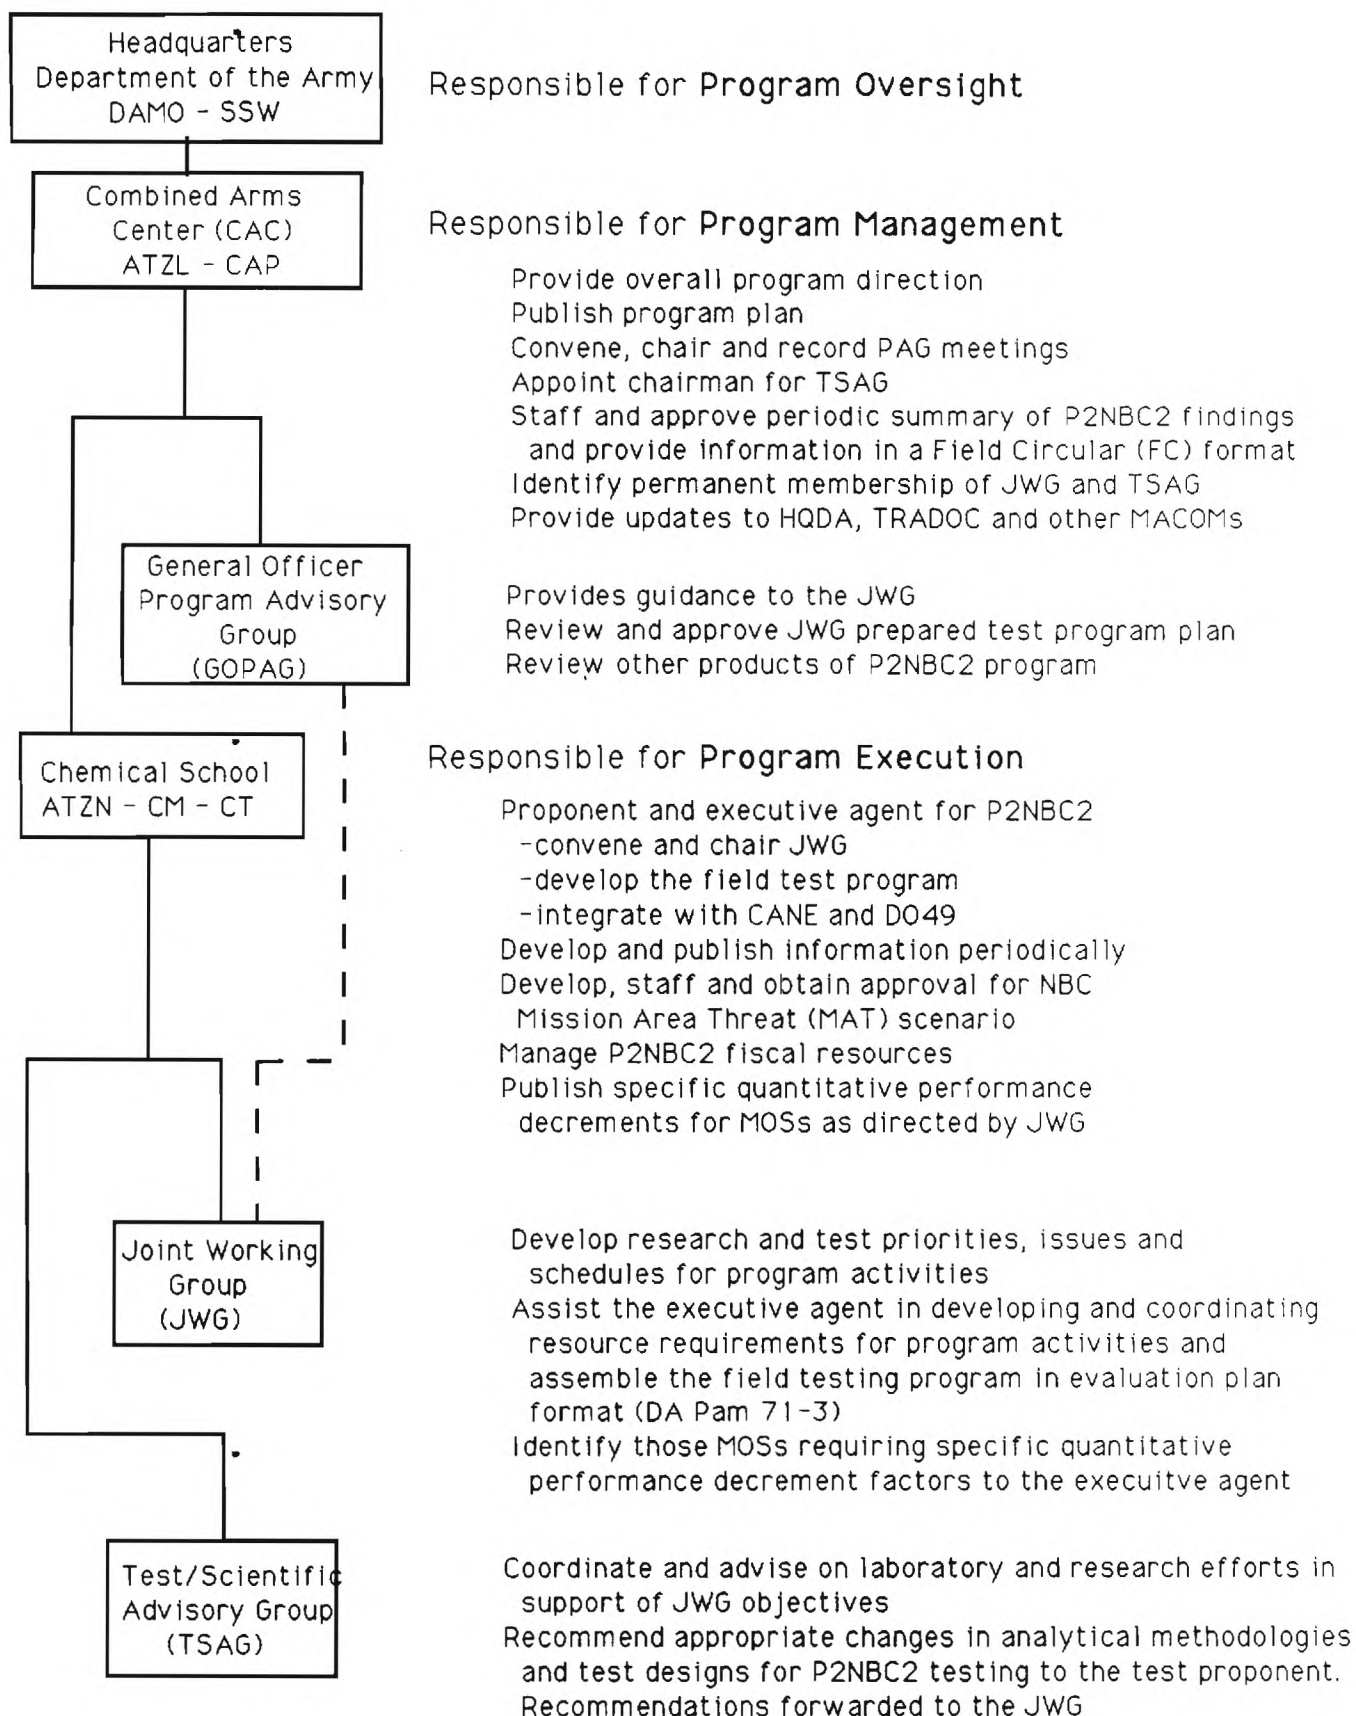 Headquarters
Department of the Army
DAMO - SSW
Responsible for Program Oversight
Combined Arms
Center (CAC)
ATZL - CAP
Responsible for Program Management
Provide overall program direction
Publish program plan
Convene, chair and record PAG meetings
Appoint chairman for TSAG
Staff and approve periodic summary of P2NBC2 findings
and provide information in a Field Circular (FC) format
Identify permanent membership of JWG and TSAG
Provide updates to HQDA, TRADOC and other MACOMs
General Officer
Program Advisory
Group
(GOPAG)
Provides guidance to the JWG
Review and approve JWG prepared test program plan
Review other products of P2NBC2 program
Chemical School
ATZN - CM - CT
Responsible for Program Execution
Proponent and executive agent for P2NBC2
-convene and chair JWG
-develop the field test program
-integrate with CANE and DO49
Develop and publish information periodically
Develop, staff and obtain approval for NBC
Mission Area Threat (MAT) scenario
Manage P2NBC2 fiscal resources
Publish specific quantitative performance
decrements for MOSs as directed by JWG
Joint Working
Group
(JWG)
Develop research and test priorities, issues and
schedules for program activities
Assist the executive agent in developing and coordinating
resource requirements for program activities and
assemble the field testing program in evaluation plan
format (DA Pam 71-3)
Identify those MOSs requiring specific quantitative
performance decrement factors to the execuitve agent
Test/Scientific
Advisory Group
(TSAG)
Coordinate and advise on laboratory and research efforts in
support of JWG objectives
Recommend appropriate changes in analytical methodologies
and test designs for P2NBC2 testing to the test proponent.
Recommendations forwarded to the JWG